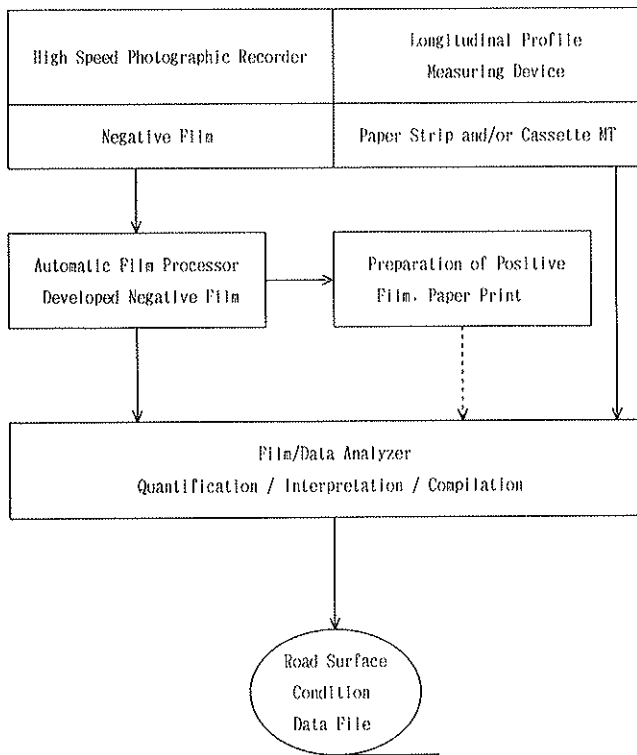 High Speed Photographic Recorder
Longitudinal Profile
Measuring Device
Negative Film
Paper Strip and/or Cassette MT
Automatic Film Processor
Developed Negative Film
Preparation of Positive
Film. Paper Print
Film/Data Analyzer
Quantification / Interpretation / Compilation
Road Surface
Condition
Data File